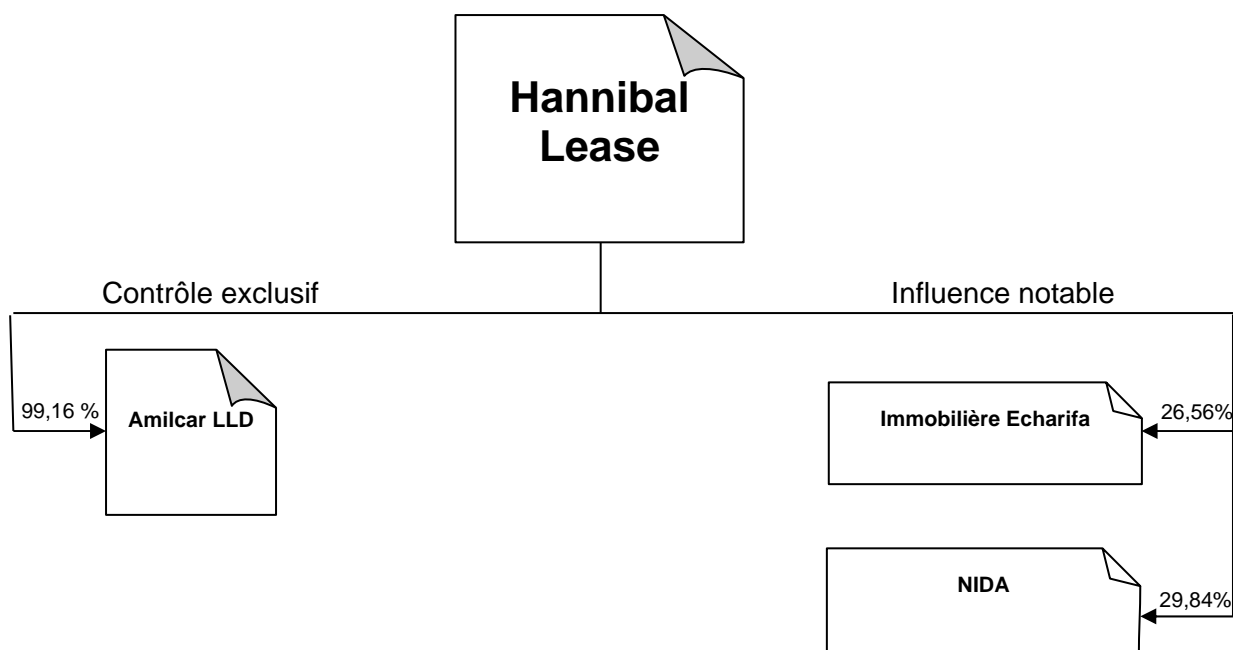 Hannibal
Lease
Contrôle exclusif
Influence notable
99,16 %
Amilcar LLD
Immobilière Echarifa
26,56%
NIDA
29,84%